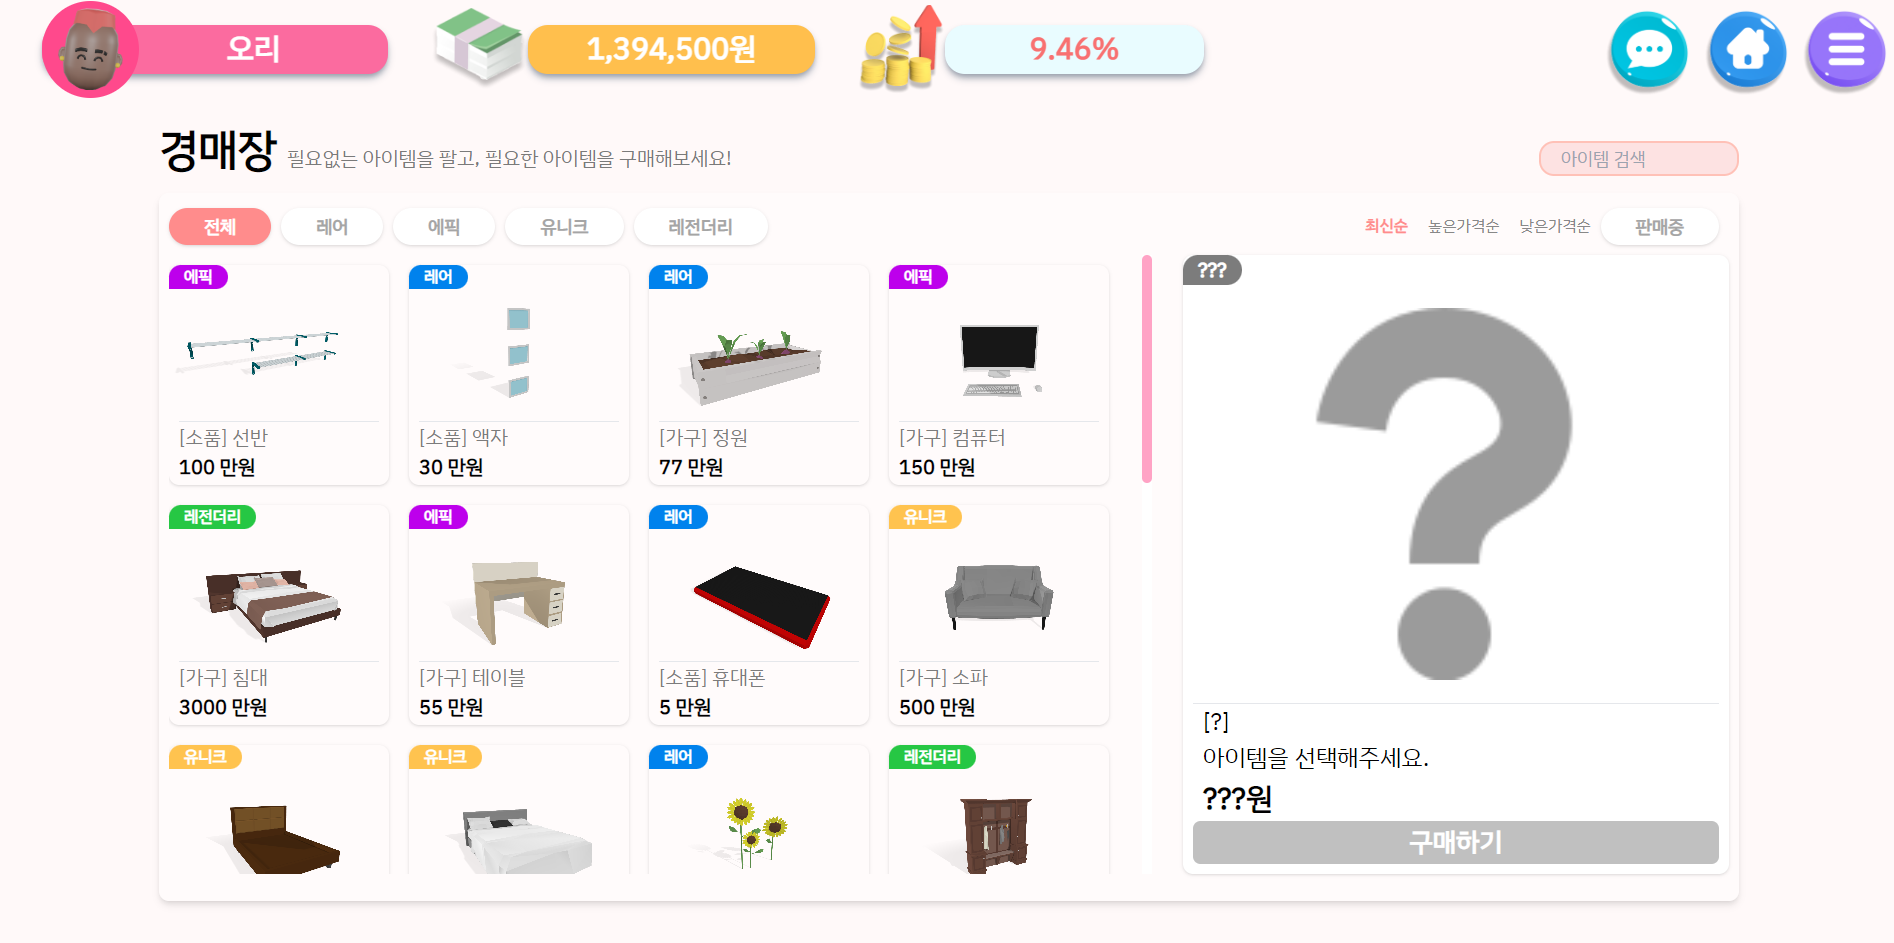 오리
1,394,500원
9.46%
경매장 필요없는 아이템을 팔고, 필요한 아이템을 구매해보세요!
아이템 검색
전체 레어 에픽 유니크 레전더리
최신순 높은가격순 낮은가격순 판매중
에픽
[소품] 선반
100 만원
레어
[소품] 액자
30 만원
레어
[가구] 정원
77 만원
에픽
[가구] 컴퓨터
150 만원
레전더리
[가구] 침대
3000 만원
에픽
[가구] 테이블
55 만원
레어
[소품] 휴대폰
5 만원
유니크
[가구] 소파
500 만원
유니크
유니크
레어
레전더리
???
?
[?]
아이템을 선택해주세요.
???원
구매하기